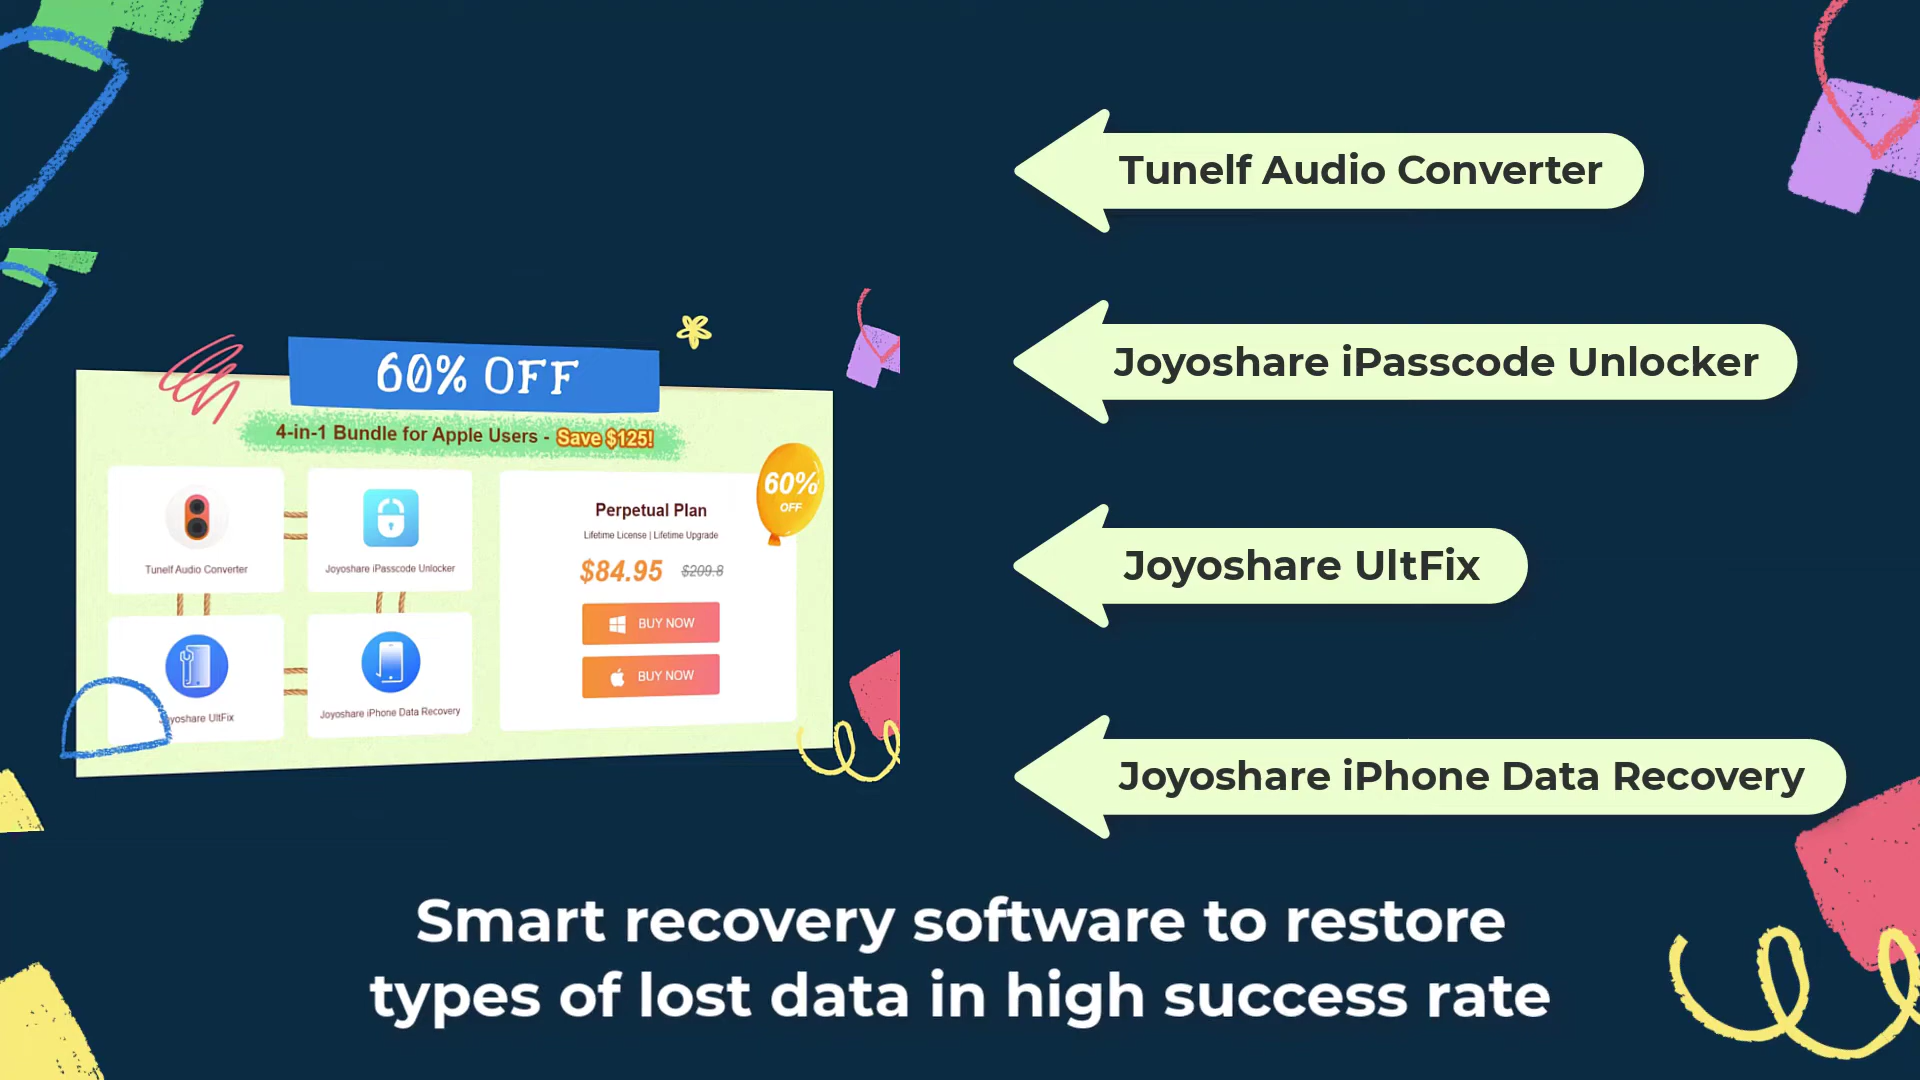 Tunelf Audio Converter
Joyoshare iPasscode Unlocker
Joyoshare UltFix
Joyoshare iPhone Data Recovery
60% OFF
4-in-1 Bundle for Apple Users - Save $125!
60%
OFF
Tunelf Audio Converter
Joyoshare iPasscode Unlocker
Joyoshare UltFix
Joyoshare iPhone Data Recovery
Perpetual Plan
Lifetime License | Lifetime Upgrade
$84.95 $209.8
BUY NOW
BUY NOW
Smart recovery software to restore
types of lost data in high success rate